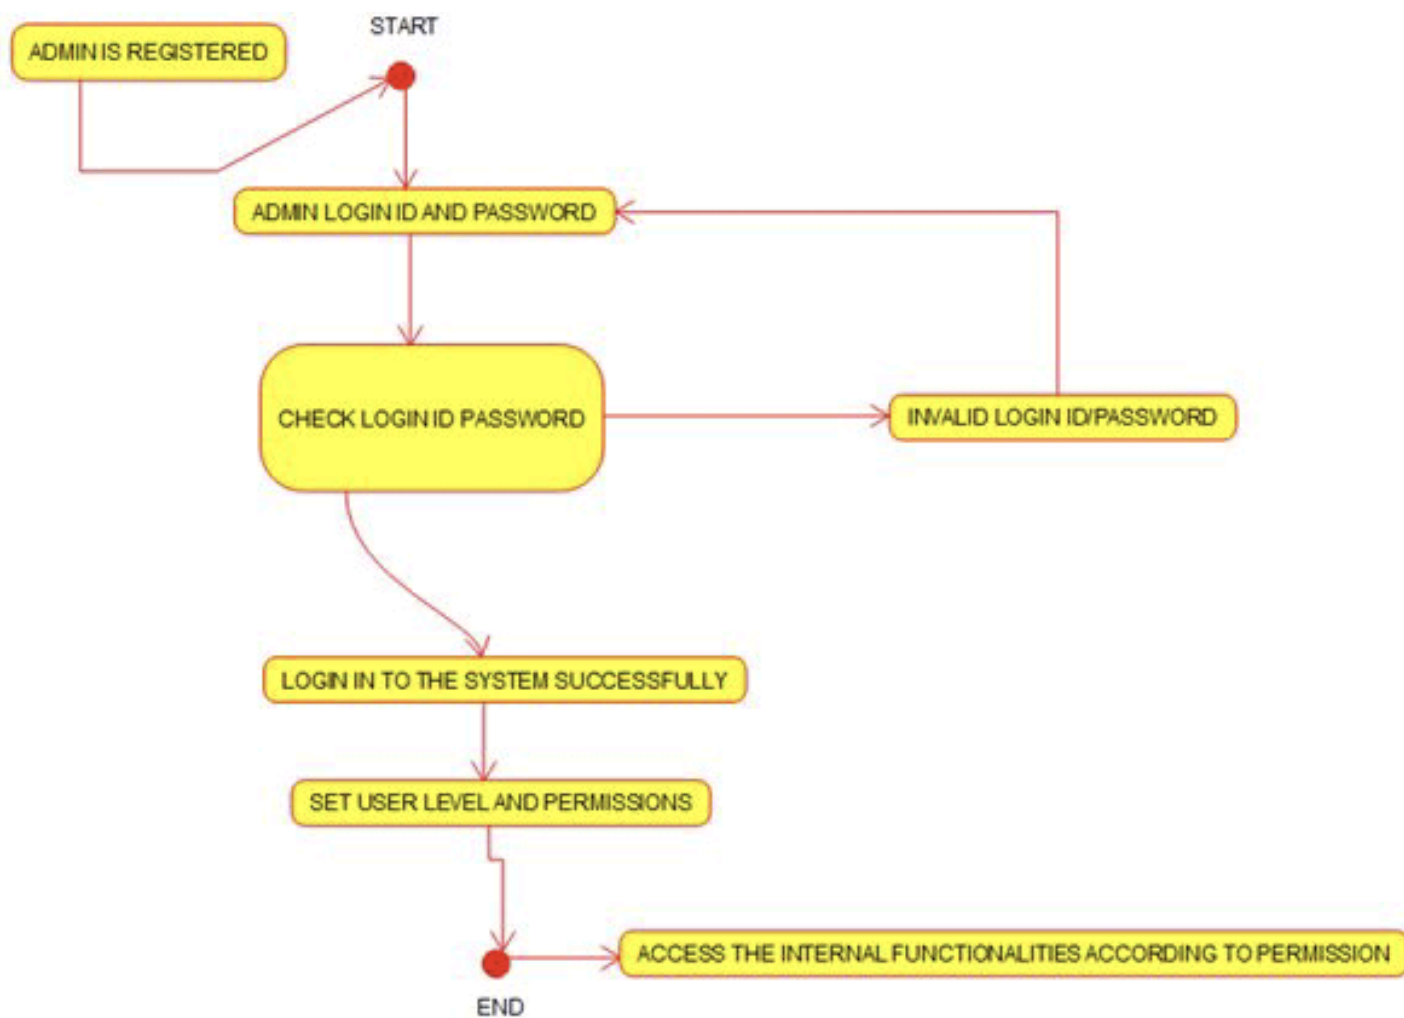 START
ADMIN IS REGISTERED
ADMIN LOGIN ID AND PASSWORD
CHECK LOGIN ID PASSWORD
INVALID LOGIN ID/PASSWORD
LOGIN IN TO THE SYSTEM SUCCESSFULLY
SET USER LEVEL AND PERMISSIONS
ACCESS THE INTERNAL FUNCTIONALITIES ACCORDING TO PERMISSION
END